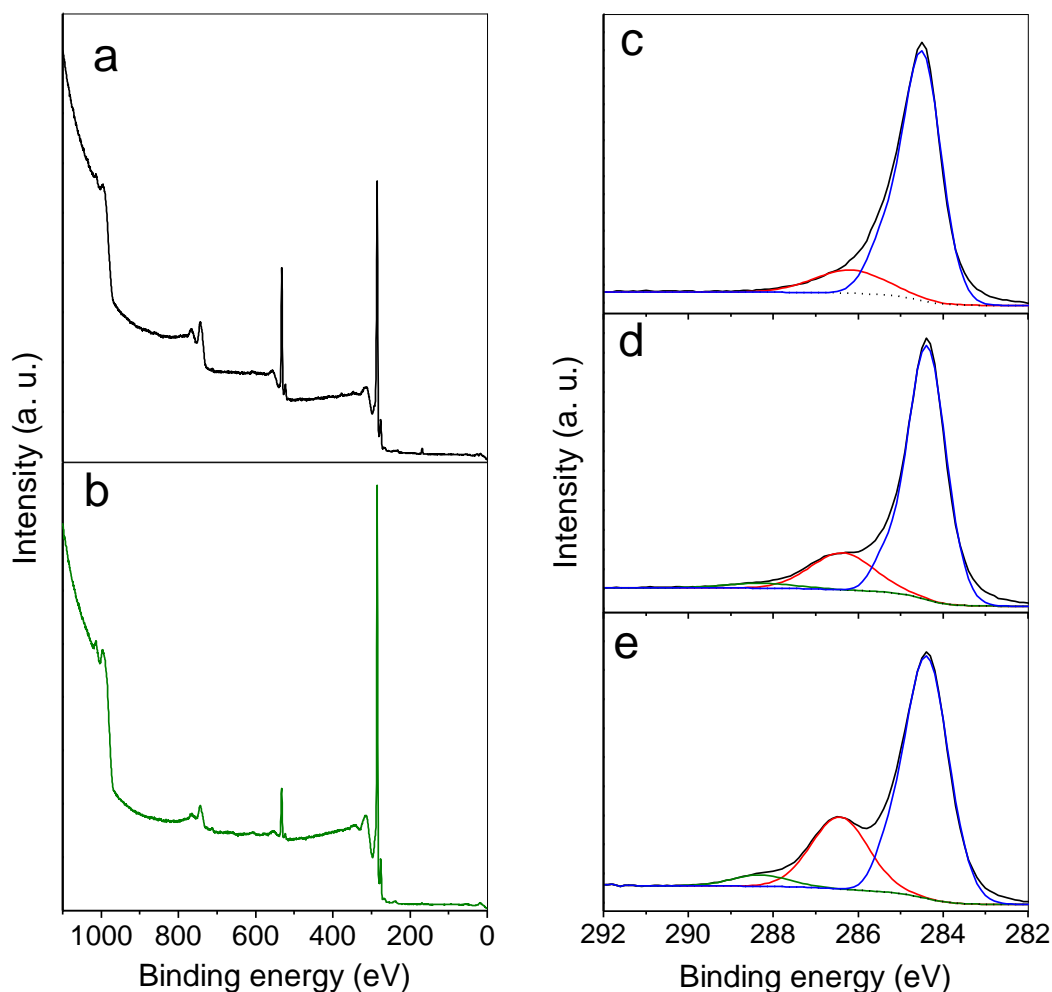 a
b
Intensity (a. u.)
1000 800 600 400 200 0
Binding energy (eV)
c
d
e
Intensity (a. u.)
292 290 288 286 284 282
Binding energy (eV)